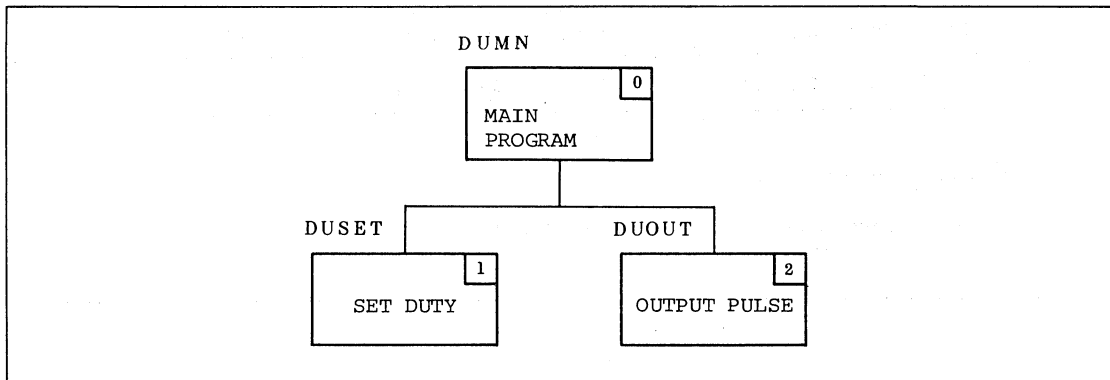 DUMN
0
MAIN
PROGRAM
DUSET
DUOUT
1
2
SET DUTY
OUTPUT PULSE